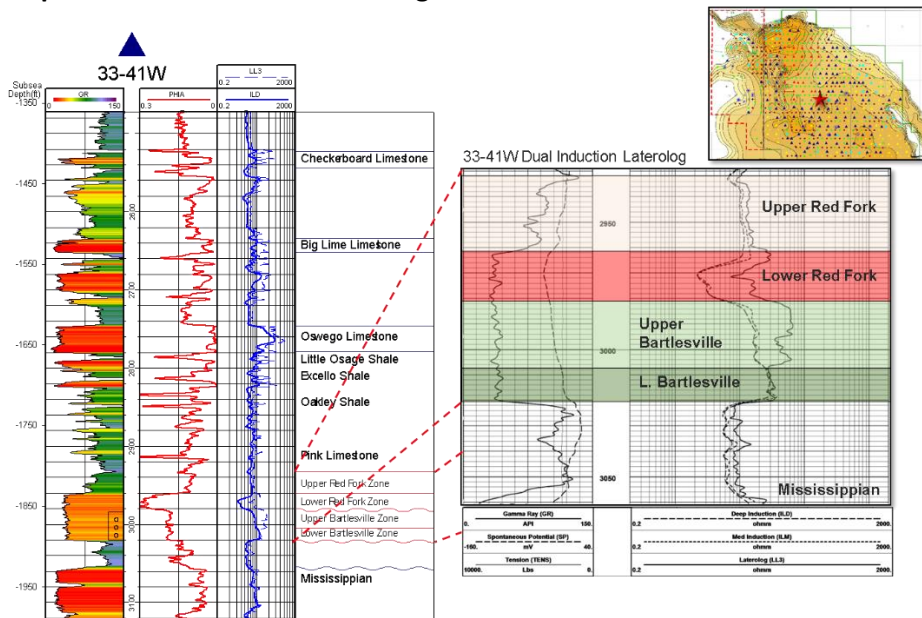 33-41W
Subsea
Depth(ft)
GR
0 150
PHIA
0.3 0
LL3
0.2 2000
ILD
0.2 2000
-1350
-1450
-1550
-1650
-1750
-1850
-1950
2600
2700
2800
2900
3000
3100
Checkerboard Limestone
Big Lime Limestone
Oswego Limestone
Little Osage Shale
Excello Shale
Oakley Shale
Pink Limestone
Upper Red Fork Zone
Lower Red Fork Zone
Upper Bartlesville Zone
Lower Bartlesville Zone
Mississippian
33-41W Dual Induction Laterolog
2950
3000
3050
Upper Red Fork
Lower Red Fork
Upper
Bartlesville
L. Bartlesville
Mississippian
Gamma Ray (GR)
0. API 150.
Spontaneous Potential (SP)
-160. mV 40.
Tension (TENS)
10000. Lbs 0.
Deep Induction (ILD)
0.2 ohmm 2000.
Med Induction (ILM)
0.2 ohmm 2000.
Laterolog (LL3)
0.2 ohmm 2000.